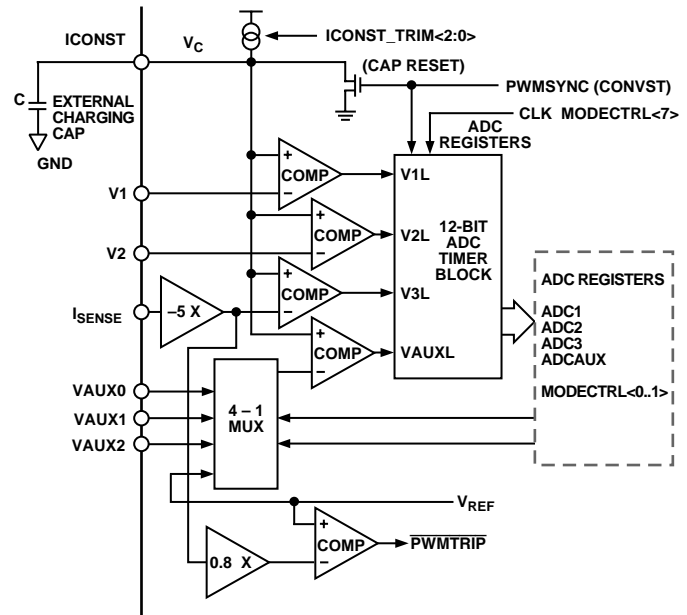 ICONST
V_C
ICONST_TRIM<2:0>
(CAP RESET)
PWMSYNC (CONVST)
C
EXTERNAL
CHARGING
CAP
GND
CLK MODECTRL<7>
ADC
REGISTERS
+
COMP
–
V1L
V1
+
COMP
–
V2L
V2
12-BIT
ADC
TIMER
BLOCK
+
COMP
–
V3L
I_SENSE
–5 X
+
COMP
–
VAUXL
ADC REGISTERS
ADC1
ADC2
ADC3
ADCAUX
MODECTRL<0..1>
VAUX0
VAUX1
VAUX2
4 – 1
MUX
V_REF
+
COMP
–
PWMTRIP
0.8 X